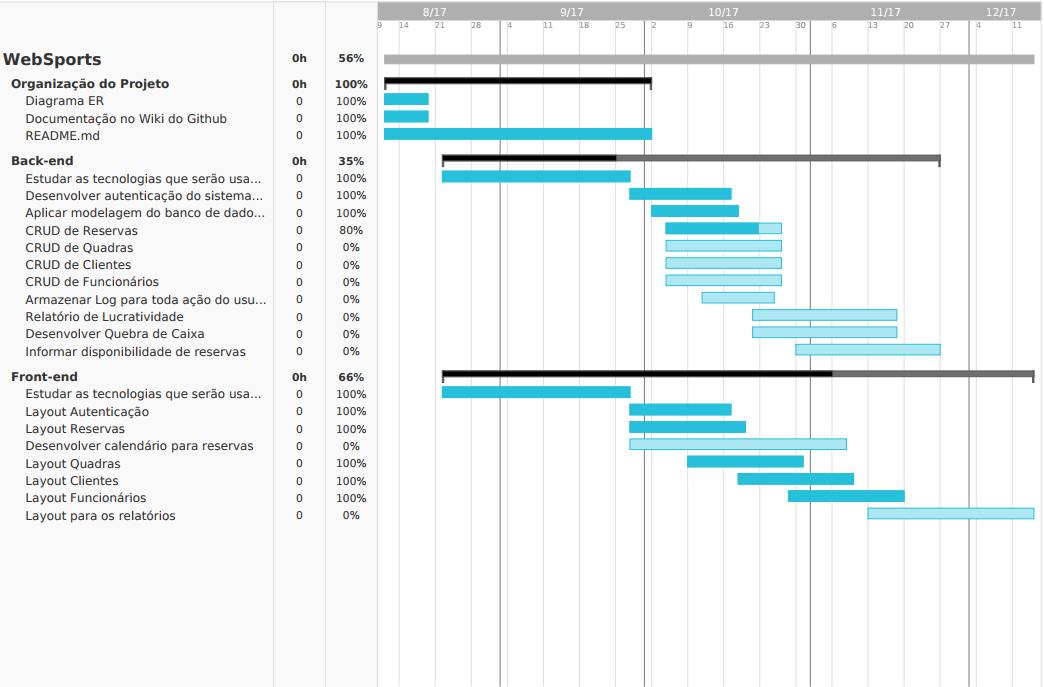 8/17 9/17 10/17 11/17 12/17
9 14 21 28 4 11 18 25 2 9 16 23 30 6 13 20 27 4 11
WebSports 0h 56%
Organização do Projeto 0h 100%
Diagrama ER 0 100%
Documentação no Wiki do Github 0 100%
README.md 0 100%
Back-end 0h 35%
Estudar as tecnologias que serão usa... 0 100%
Desenvolver autenticação do sistema... 0 100%
Aplicar modelagem do banco de dado... 0 100%
CRUD de Reservas 0 80%
CRUD de Quadras 0 0%
CRUD de Clientes 0 0%
CRUD de Funcionários 0 0%
Armazenar Log para toda ação do usu... 0 0%
Relatório de Lucratividade 0 0%
Desenvolver Quebra de Caixa 0 0%
Informar disponibilidade de reservas 0 0%
Front-end 0h 66%
Estudar as tecnologias que serão usa... 0 100%
Layout Autenticação 0 100%
Layout Reservas 0 100%
Desenvolver calendário para reservas 0 0%
Layout Quadras 0 100%
Layout Clientes 0 100%
Layout Funcionários 0 100%
Layout para os relatórios 0 0%